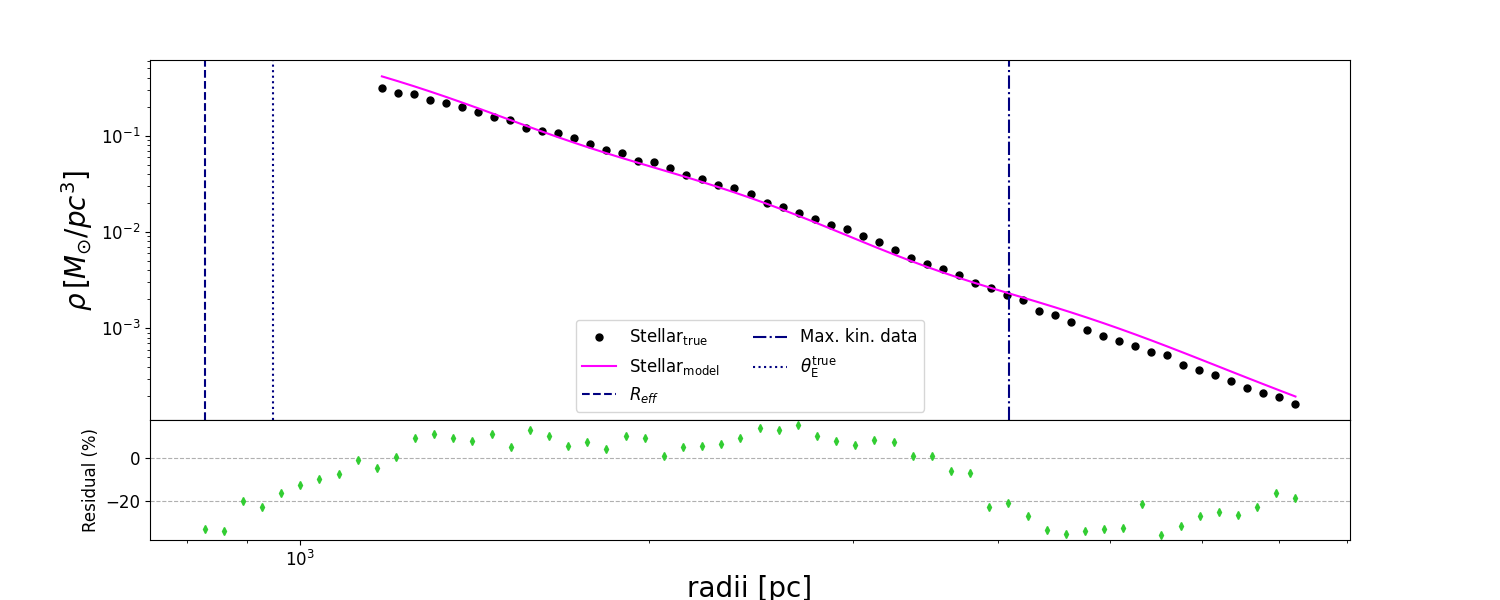 10⁻¹
10⁻²
10⁻³
ρ [M⊙/pc³]
Stellar_true
Stellar_model
R_eff
Max. kin. data
θ_E^true
0
−20
Residual (%)
10³
radii [pc]